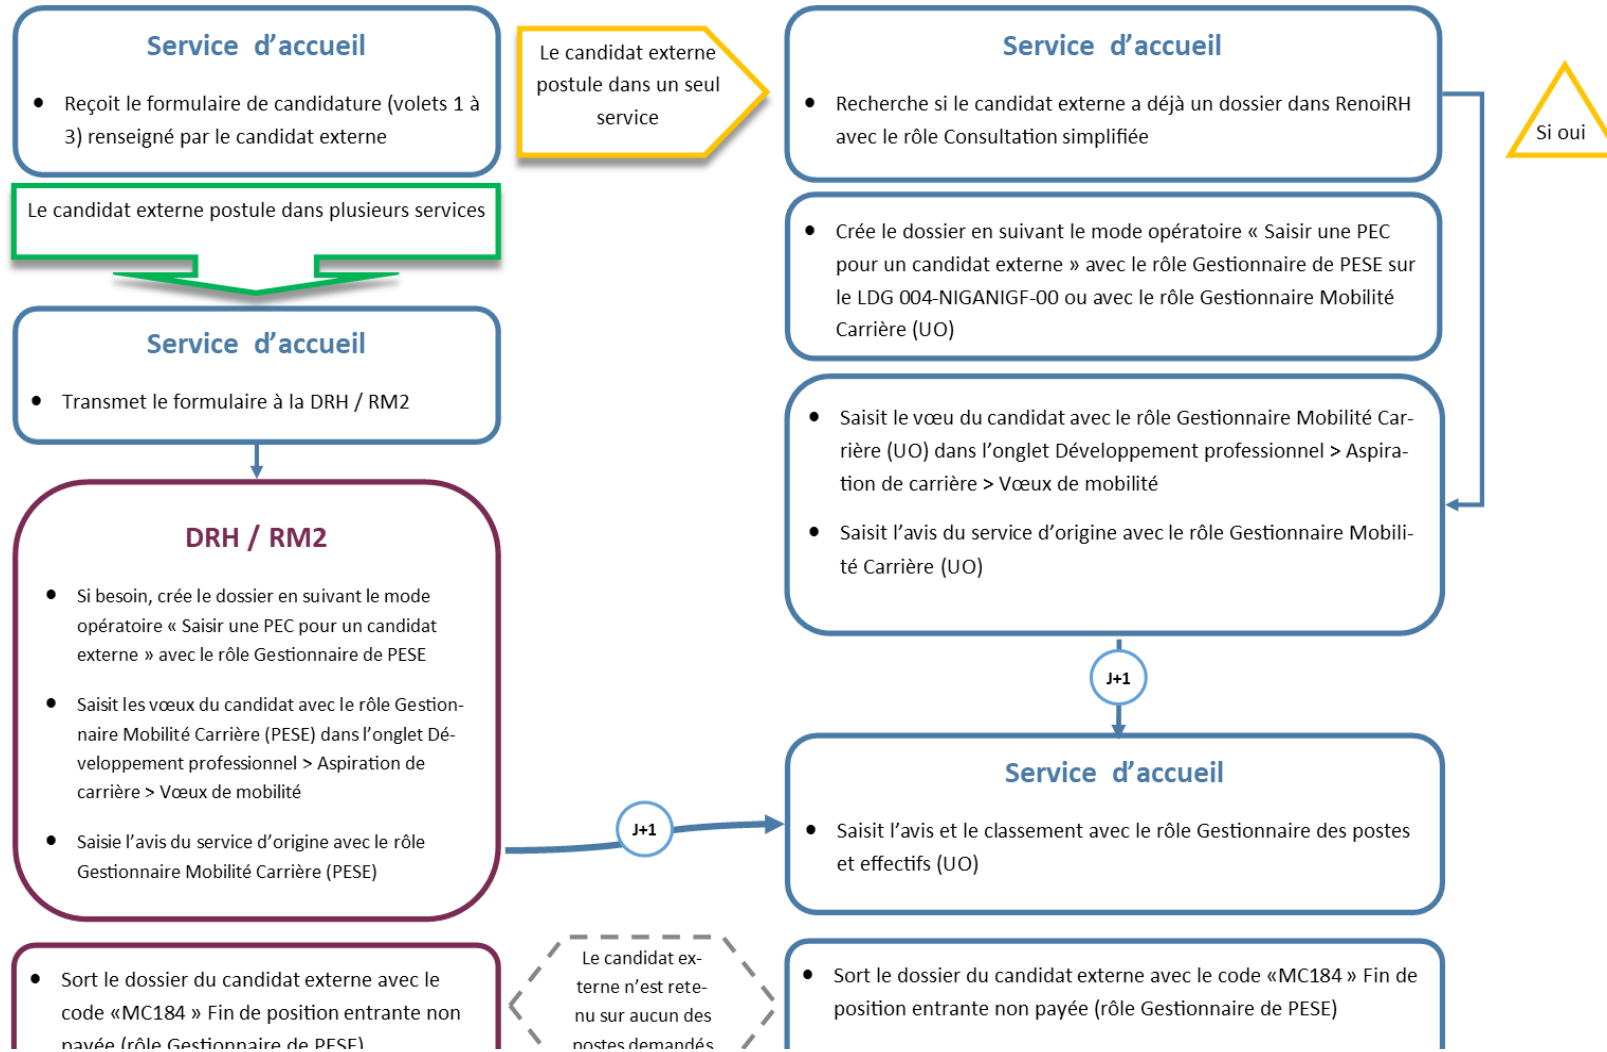 Service d'accueil
• Reçoit le formulaire de candidature (volets 1 à
3) renseigné par le candidat externe
Le candidat externe
postule dans un seul
service
Service d'accueil
• Recherche si le candidat externe a déjà un dossier dans RenoiRH
avec le rôle Consultation simplifiée
Si oui
Le candidat externe postule dans plusieurs services
• Crée le dossier en suivant le mode opératoire « Saisir une PEC
pour un candidat externe » avec le rôle Gestionnaire de PESE sur
le LDG 004-NIGANIGF-00 ou avec le rôle Gestionnaire Mobilité
Carrière (UO)
Service d'accueil
• Transmet le formulaire à la DRH / RM2
• Saisit le vœu du candidat avec le rôle Gestionnaire Mobilité Car-
rière (UO) dans l'onglet Développement professionnel > Aspira-
tion de carrière > Vœux de mobilité
• Saisit l'avis du service d'origine avec le rôle Gestionnaire Mobili-
té Carrière (UO)
DRH / RM2
• Si besoin, crée le dossier en suivant le mode
opératoire « Saisir une PEC pour un candidat
externe » avec le rôle Gestionnaire de PESE
• Saisit les vœux du candidat avec le rôle Gestion-
naire Mobilité Carrière (PESE) dans l'onglet Dé-
veloppement professionnel > Aspiration de
carrière > Vœux de mobilité
• Saisie l'avis du service d'origine avec le rôle
Gestionnaire Mobilité Carrière (PESE)
J+1
J+1
Service d'accueil
• Saisit l'avis et le classement avec le rôle Gestionnaire des postes
et effectifs (UO)
• Sort le dossier du candidat externe avec le
code «MC184 » Fin de position entrante non
payée (rôle Gestionnaire de PESE)
Le candidat ex-
terne n'est rete-
nu sur aucun des
postes demandés
• Sort le dossier du candidat externe avec le code «MC184 » Fin de
position entrante non payée (rôle Gestionnaire de PESE)